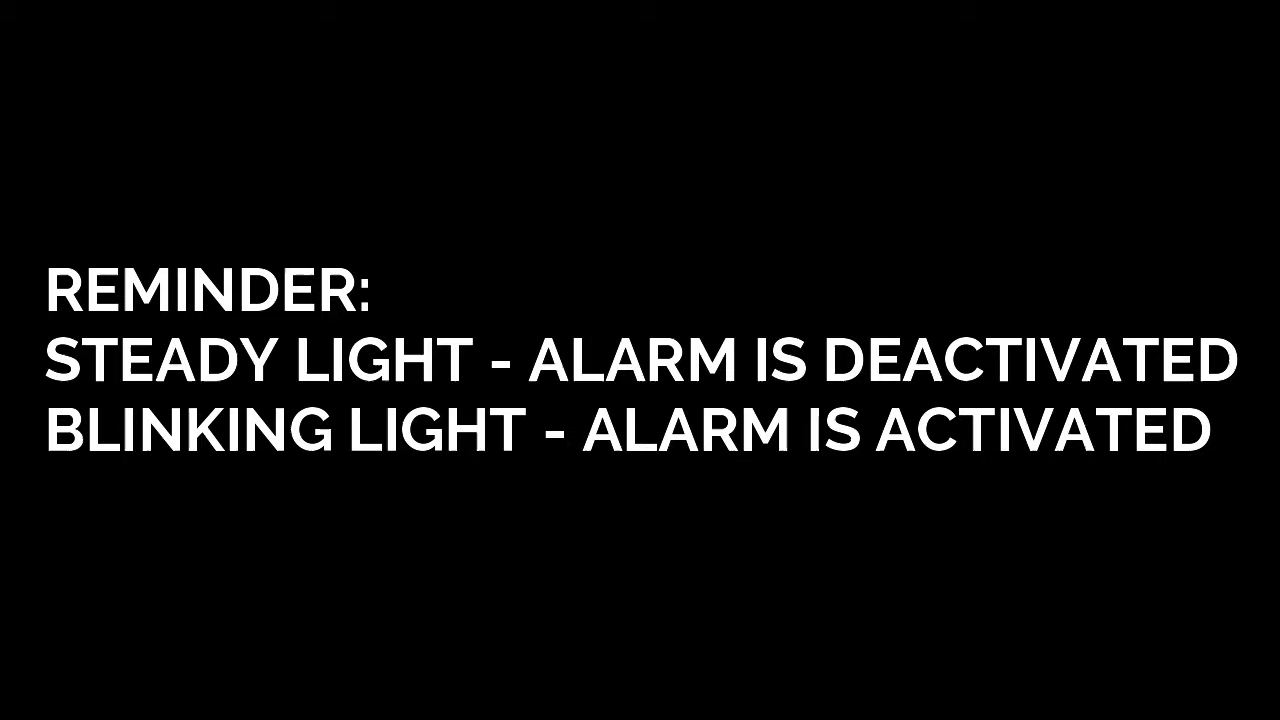 REMINDER:
STEADY LIGHT - ALARM IS DEACTIVATED
BLINKING LIGHT - ALARM IS ACTIVATED